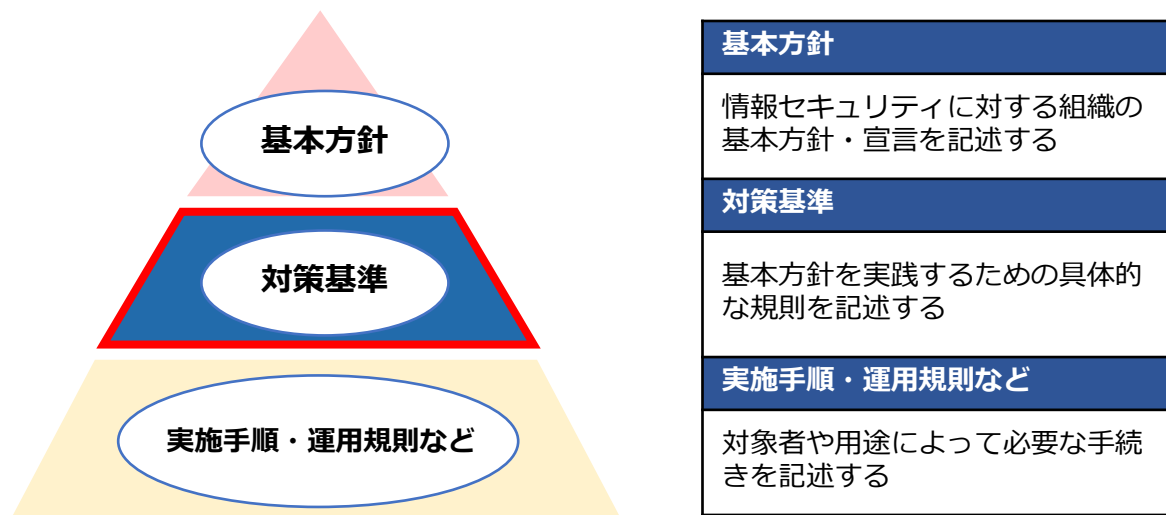 基本方針
対策基準
実施手順・運用規則など
基本方針
情報セキュリティに対する組織の
基本方針・宣言を記述する
対策基準
基本方針を実践するための具体的
な規則を記述する
実施手順・運用規則など
対象者や用途によって必要な手続
きを記述する